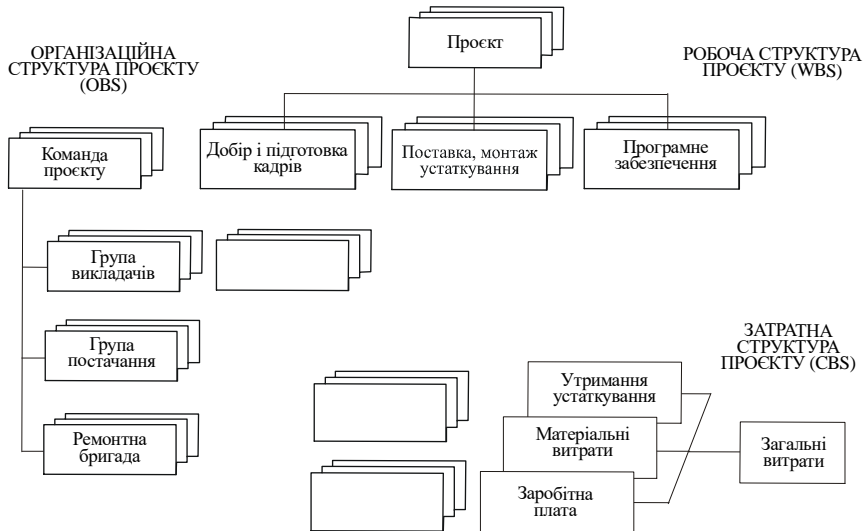 ОРГАНІЗАЦІЙНА
СТРУКТУРА ПРОЄКТУ
(OBS)
Проєкт
РОБОЧА СТРУКТУРА
ПРОЄКТУ (WBS)
Команда
проєкту
Добір і підготовка
кадрів
Поставка, монтаж
устаткування
Програмне
забезпечення
Група
викладачів
Група
постачання
Ремонтна
бригада
ЗАТРАТНА
СТРУКТУРА
ПРОЄКТУ (CBS)
Утримання
устаткування
Матеріальні
витрати
Заробітна
плата
Загальні
витрати